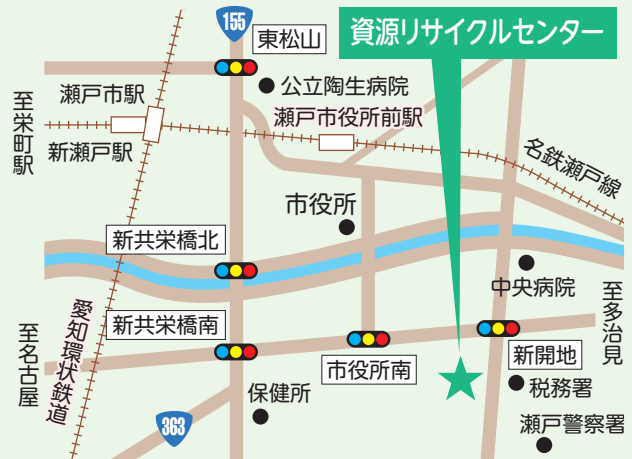 155
東松山
資源リサイクルセンター
公立陶生病院
瀬戸市駅
瀬戸市役所前駅
至栄町駅
新瀬戸駅
名鉄瀬戸線
市役所
新共栄橋北
中央病院
至多治見
愛知環状鉄道
新共栄橋南
至名古屋
市役所南
新開地
税務署
保健所
363
瀬戸警察署